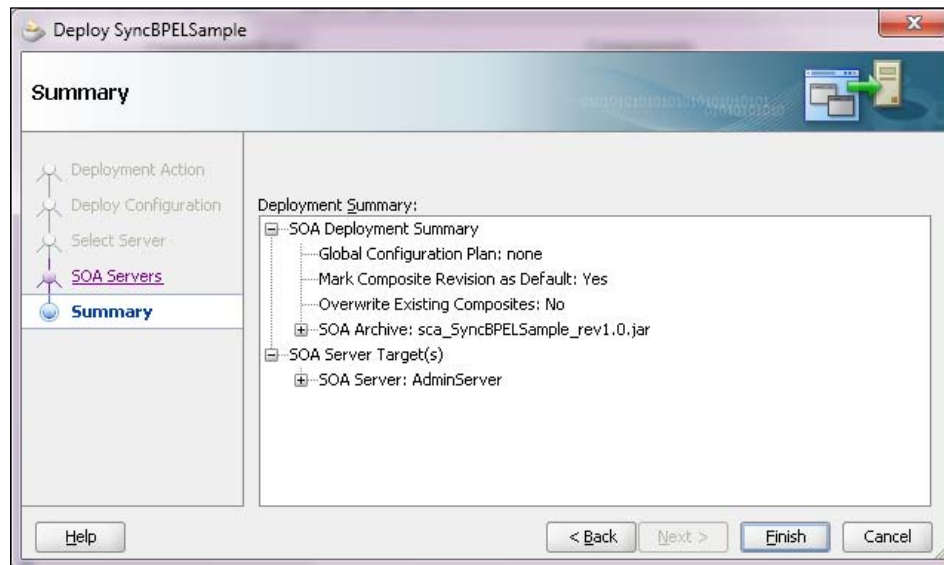 Deploy SyncBPELSample
Summary
Deployment Action
Deploy Configuration
Select Server
SOA Servers
Summary
Deployment Summary:
SOA Deployment Summary
Global Configuration Plan: none
Mark Composite Revision as Default: Yes
Overwrite Existing Composites: No
SOA Archive: sca_SyncBPELSample_rev1.0.jar
SOA Server Target(s)
SOA Server: AdminServer
Help
< Back
Next >
Finish
Cancel